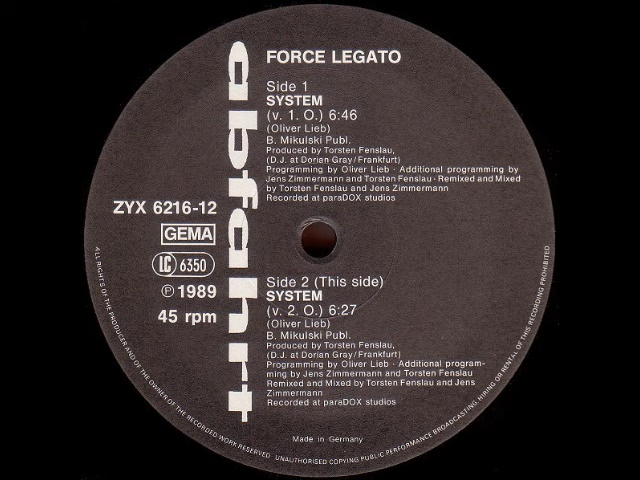 abfahrt
FORCE LEGATO
Side 1
SYSTEM
(v. 1. O.) 6:46
(Oliver Lieb)
B. Mikulski Publ.
Produced by Torsten Fenslau,
(D.J. at Dorian Gray/Frankfurt)
Programming by Oliver Lieb · Additional programming by
Jens Zimmermann and Torsten Fenslau · Remixed and Mixed
by Torsten Fenslau and Jens Zimmermann
Recorded at paraDOX studios
ZYX 6216-12
GEMA
LC 6350
Ⓟ 1989
45 rpm
Side 2 (This side)
SYSTEM
(v. 2. O.) 6:27
(Oliver Lieb)
B. Mikulski Publ.
Produced by Torsten Fenslau,
(D.J. at Dorian Gray/Frankfurt)
Programming by Oliver Lieb · Additional program-
ming by Jens Zimmermann and Torsten Fenslau
Remixed and Mixed by Torsten Fenslau and Jens
Zimmermann
Recorded at paraDOX studios
Made in Germany
ALL RIGHTS OF THE PRODUCER AND OF THE OWNER OF THE RECORDED WORK RESERVED UNAUTHORISED COPYING PUBLIC PERFORMANCE BROADCASTING, HIRING OR RENTAL OF THIS RECORDING PROHIBITED